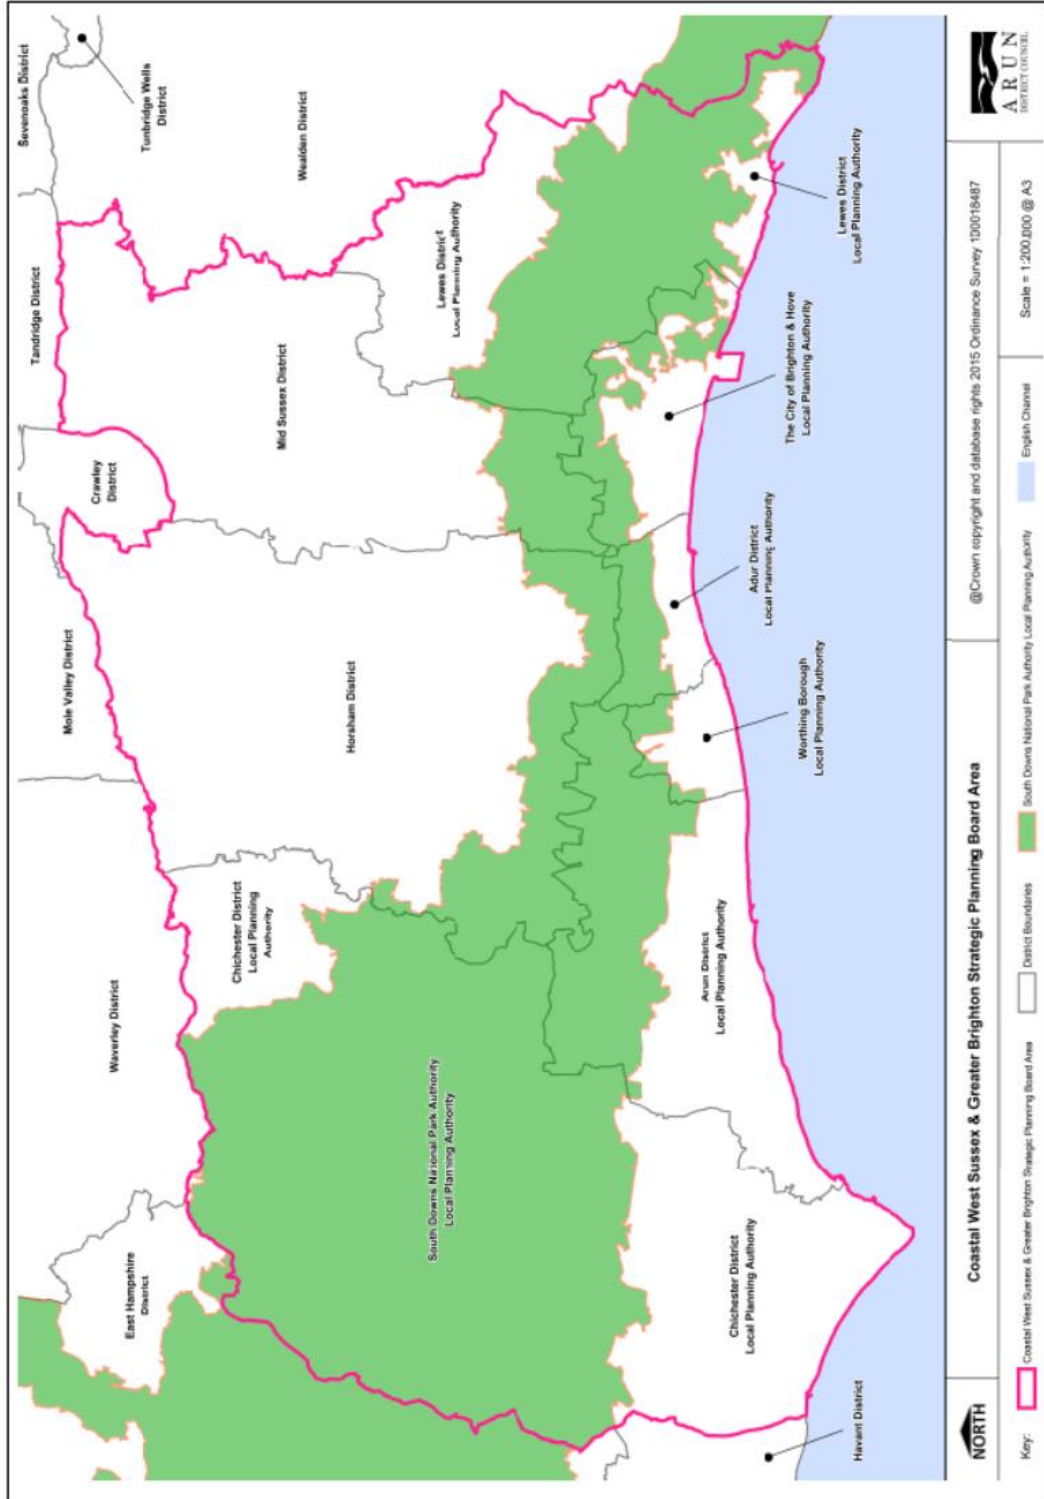 Sevenoaks District
Tunbridge Wells
District
Tandridge District
Wealden District
Crawley
District
Mole Valley District
Mid Sussex District
Lewes District
Local Planning Authority
Horsham District
Waverley District
Chichester District
Local Planning
Authority
East Hampshire
District
South Downs National Park Authority
Local Planning Authority
Lewes District
Local Planning Authority
The City of Brighton & Hove
Local Planning Authority
Adur District
Local Planning Authority
Worthing Borough
Local Planning Authority
Arun District
Local Planning Authority
Chichester District
Local Planning Authority
Havant District
NORTH
Coastal West Sussex & Greater Brighton Strategic Planning Board Area
@Crown copyright and database rights 2015 Ordinance Survey 100018487
ARUN
DISTRICT COUNCIL
Key:
Coastal West Sussex & Greater Brighton Strategic Planning Board Area
District Boundaries
South Downs National Park Authority Local Planning Authority
English Channel
Scale = 1:200,000 @ A3